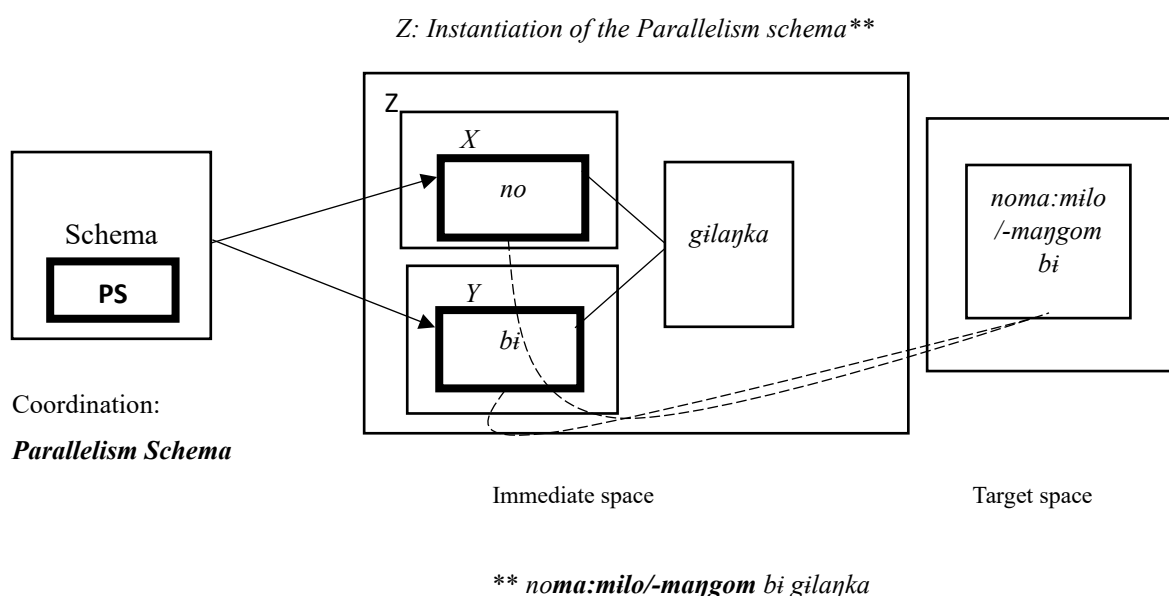 Z: Instantiation of the Parallelism schema**
Z
X
no
Schema
PS
gɨlaŋka
noma:mɨlo
/-maŋgom
bɨ
Y
bɨ
Coordination:
Parallelism Schema
Immediate space
Target space
** noma:mɨlo/-maŋgom bɨ gɨlaŋka